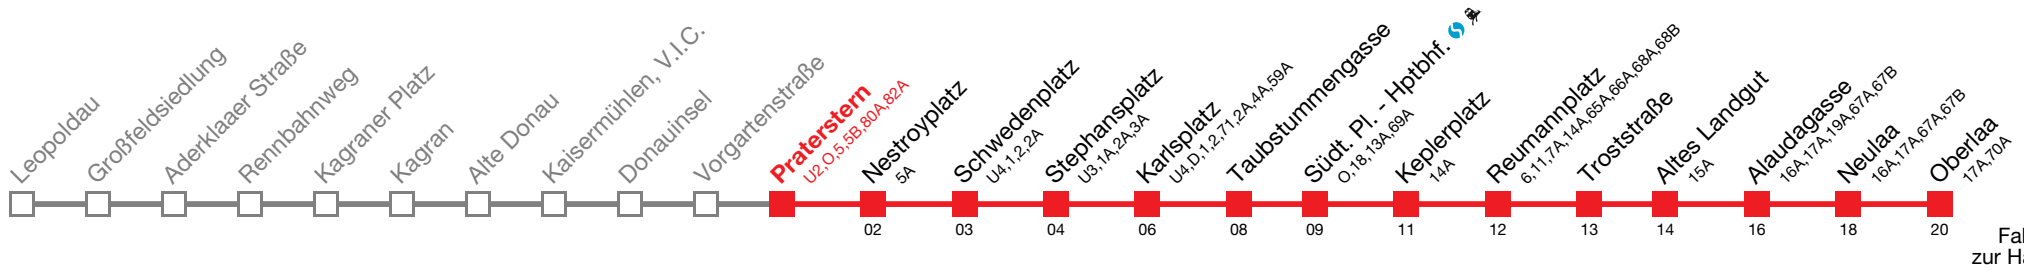 Leopoldau
Großfeldsiedlung
Aderklaaer Straße
Rennbahnweg
Kagraner Platz
Kagran
Alte Donau
Kaisermühlen, V.I.C.
Donauinsel
Vorgartenstraße
Praterstern
U2,O,5,5B,80A,82A
Nestroyplatz
5A
Schwedenplatz
U4,1,2,2A
Stephansplatz
U3,1A,2A,3A
Karlsplatz
U4,D,1,2,71,2A,4A,59A
Taubstummengasse
Südt. Pl. - Hptbhf.
O,18,13A,69A
Keplerplatz
14A
Reumannplatz
6,11,7A,14A,65A,66A,68A,68B
Troststraße
Altes Landgut
15A
Alaudagasse
16A,17A,19A,67A,67B
Neulaa
16A,17A,67A,67B
Oberlaa
17A,70A
02 03 04 06 08 09 11 12 13 14 16 18 20
Fal
zur Ha